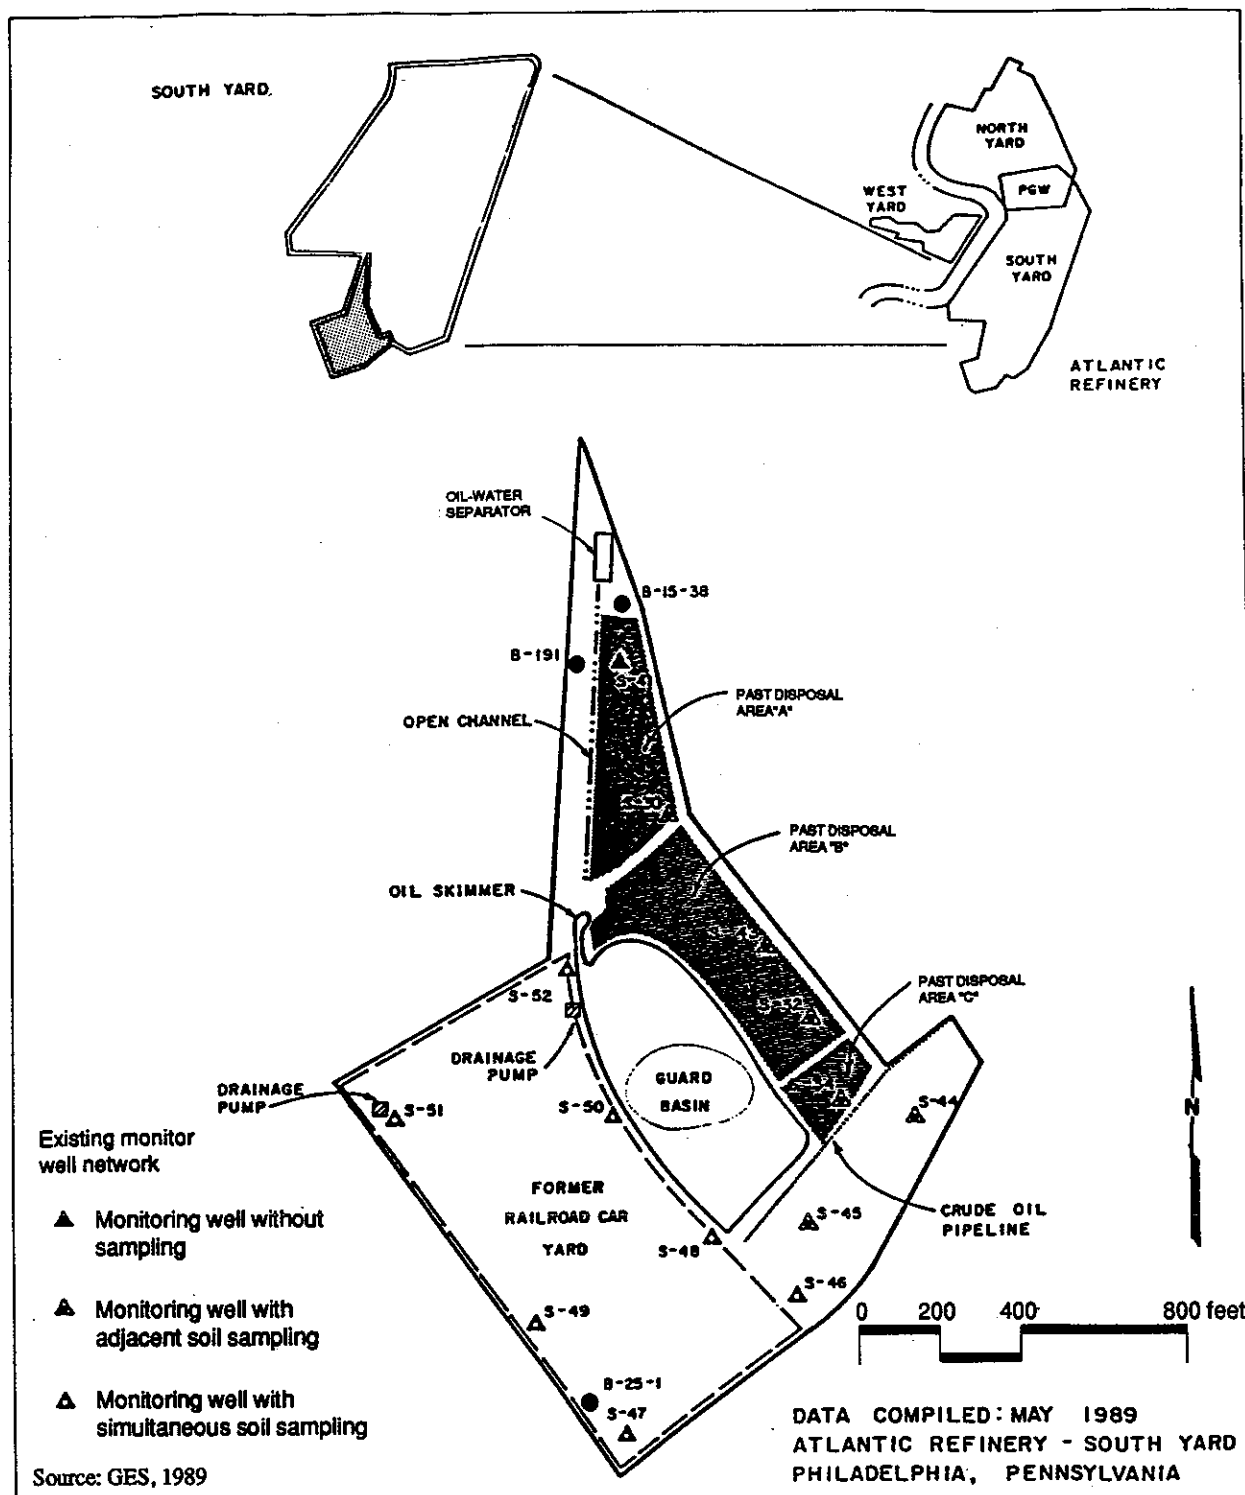 SOUTH YARD
NORTH
YARD
PGW
WEST
YARD
SOUTH
YARD
ATLANTIC
REFINERY
OIL-WATER
SEPARATOR
B-15-38
B-191
PAST DISPOSAL
AREA"A"
OPEN CHANNEL
PAST DISPOSAL
AREA "B"
OIL SKIMMER
PAST DISPOSAL
AREA "C"
S-52
DRAINAGE
PUMP
GUARD
BASIN
DRAINAGE
PUMP
S-51
S-50
S-44
Existing monitor
well network
Monitoring well without
sampling
Monitoring well with
adjacent soil sampling
Monitoring well with
simultaneous soil sampling
FORMER
RAILROAD CAR
YARD
S-45
CRUDE OIL
PIPELINE
S-48
S-46
S-49
B-25-1
S-47
N
0 200 400 800 feet
DATA COMPILED: MAY 1989
ATLANTIC REFINERY - SOUTH YARD
PHILADELPHIA, PENNSYLVANIA
Source: GES, 1989